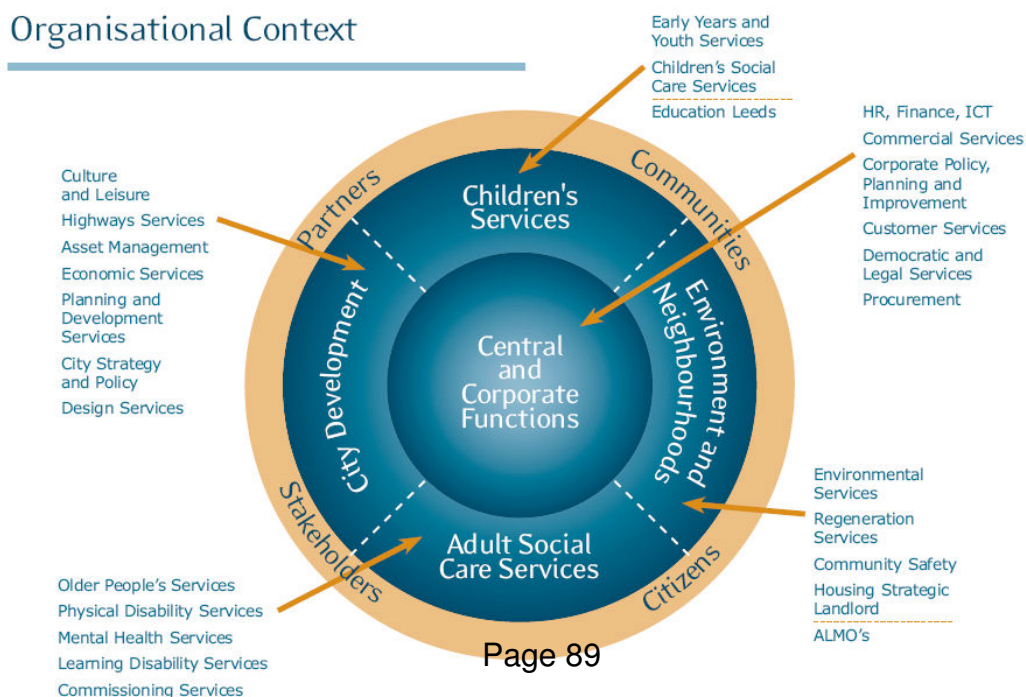 Organisational Context
Early Years and
Youth Services
Children's Social
Care Services
Education Leeds
HR, Finance, ICT
Commercial Services
Corporate Policy,
Planning and
Improvement
Customer Services
Democratic and
Legal Services
Procurement
Culture
and Leisure
Highways Services
Asset Management
Economic Services
Planning and
Development
Services
City Strategy
and Policy
Design Services
Partners
Communities
Children's
Services
City Development
Central
and
Corporate
Functions
Environment and
Neighbourhoods
Stakeholders
Adult Social
Care Services
Citizens
Environmental
Services
Regeneration
Services
Community Safety
Housing Strategic
Landlord
ALMO's
Older People's Services
Physical Disability Services
Mental Health Services
Learning Disability Services
Commissioning Services
Page 89